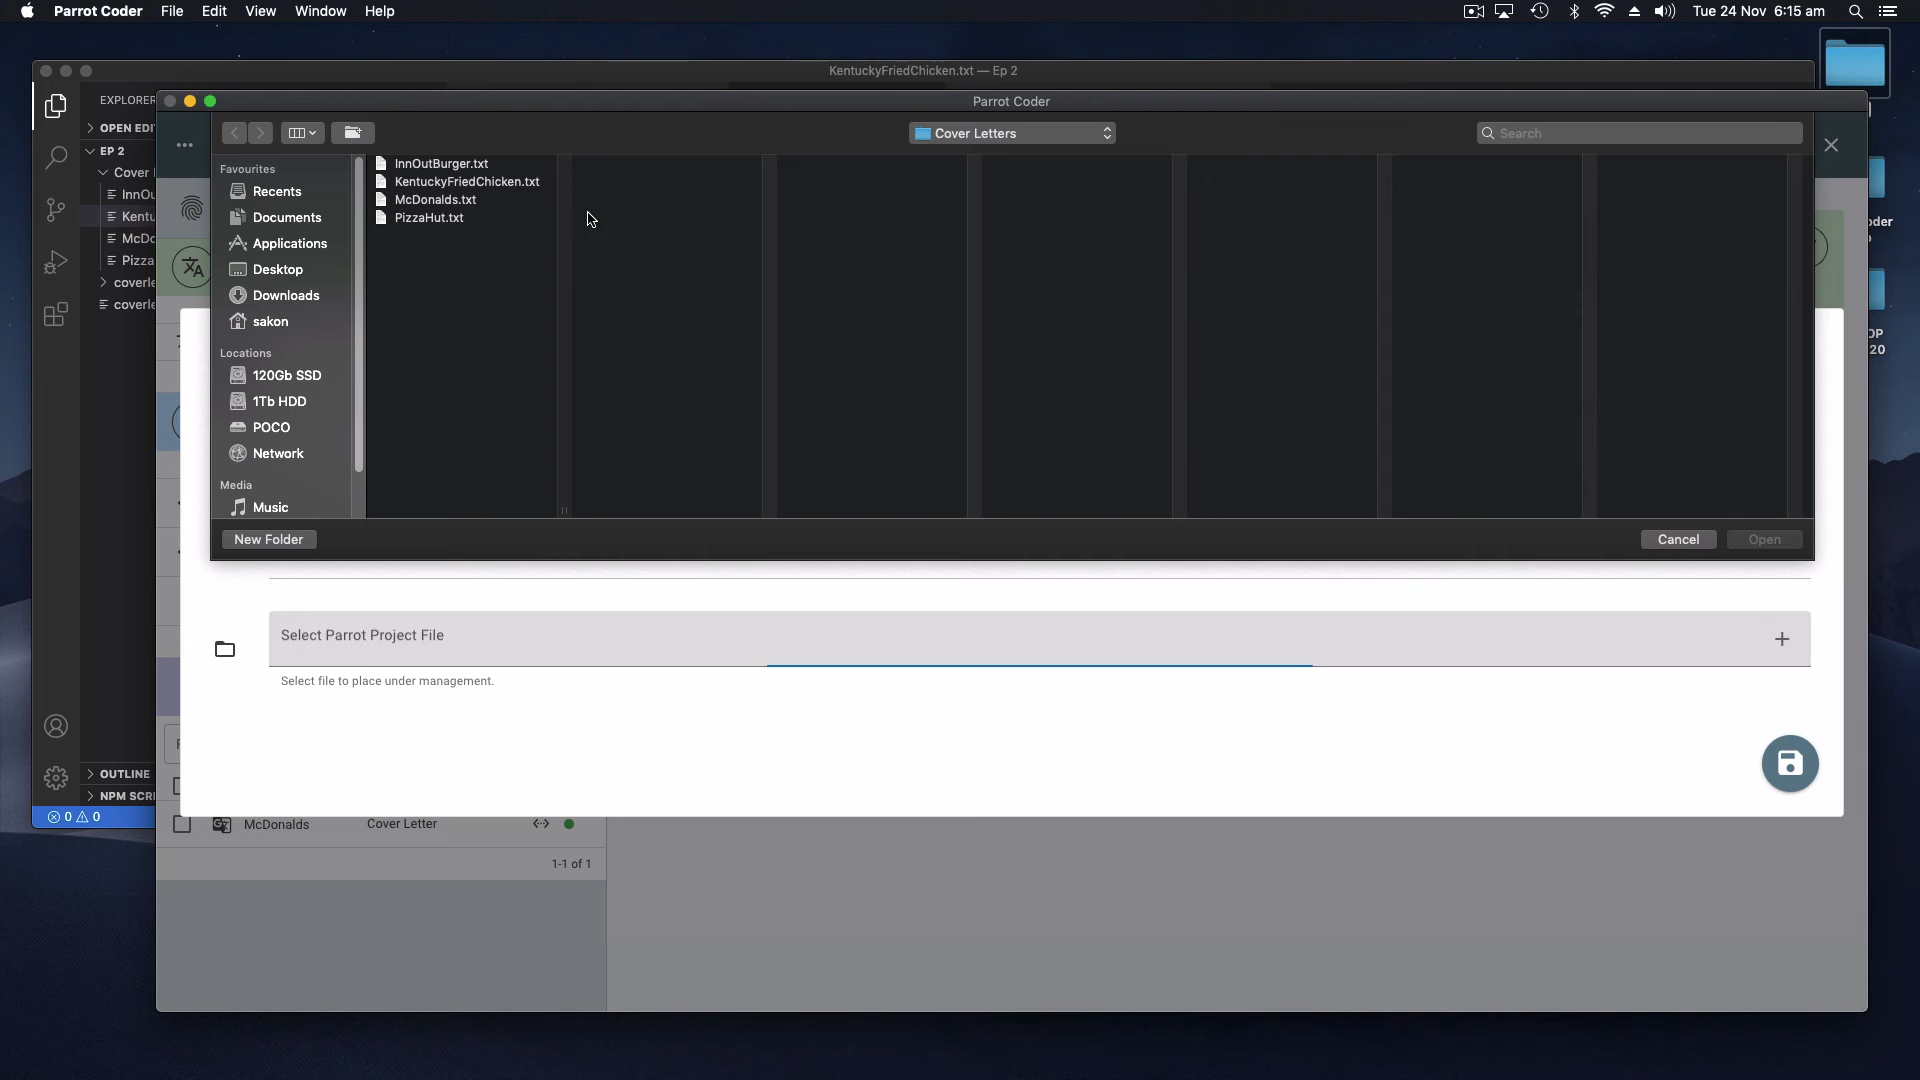 Parrot Coder File Edit View Window Help
Tue 24 Nov 6:15 am
KentuckyFriedChicken.txt — Ep 2
EXPLORER
Parrot Coder
OPEN EDI
EP 2
Cover
InnOu
Kentu
McDo
Pizza
coverle
coverle
OUTLINE
NPM SCRI
0 0
Cover Letters
Search
Favourites
Recents
Documents
Applications
Desktop
Downloads
sakon
Locations
120Gb SSD
1Tb HDD
POCO
Network
Media
Music
InnOutBurger.txt
KentuckyFriedChicken.txt
McDonalds.txt
PizzaHut.txt
New Folder
Cancel
Open
Select Parrot Project File
Select file to place under management.
McDonalds Cover Letter
1-1 of 1
oder
OP
20